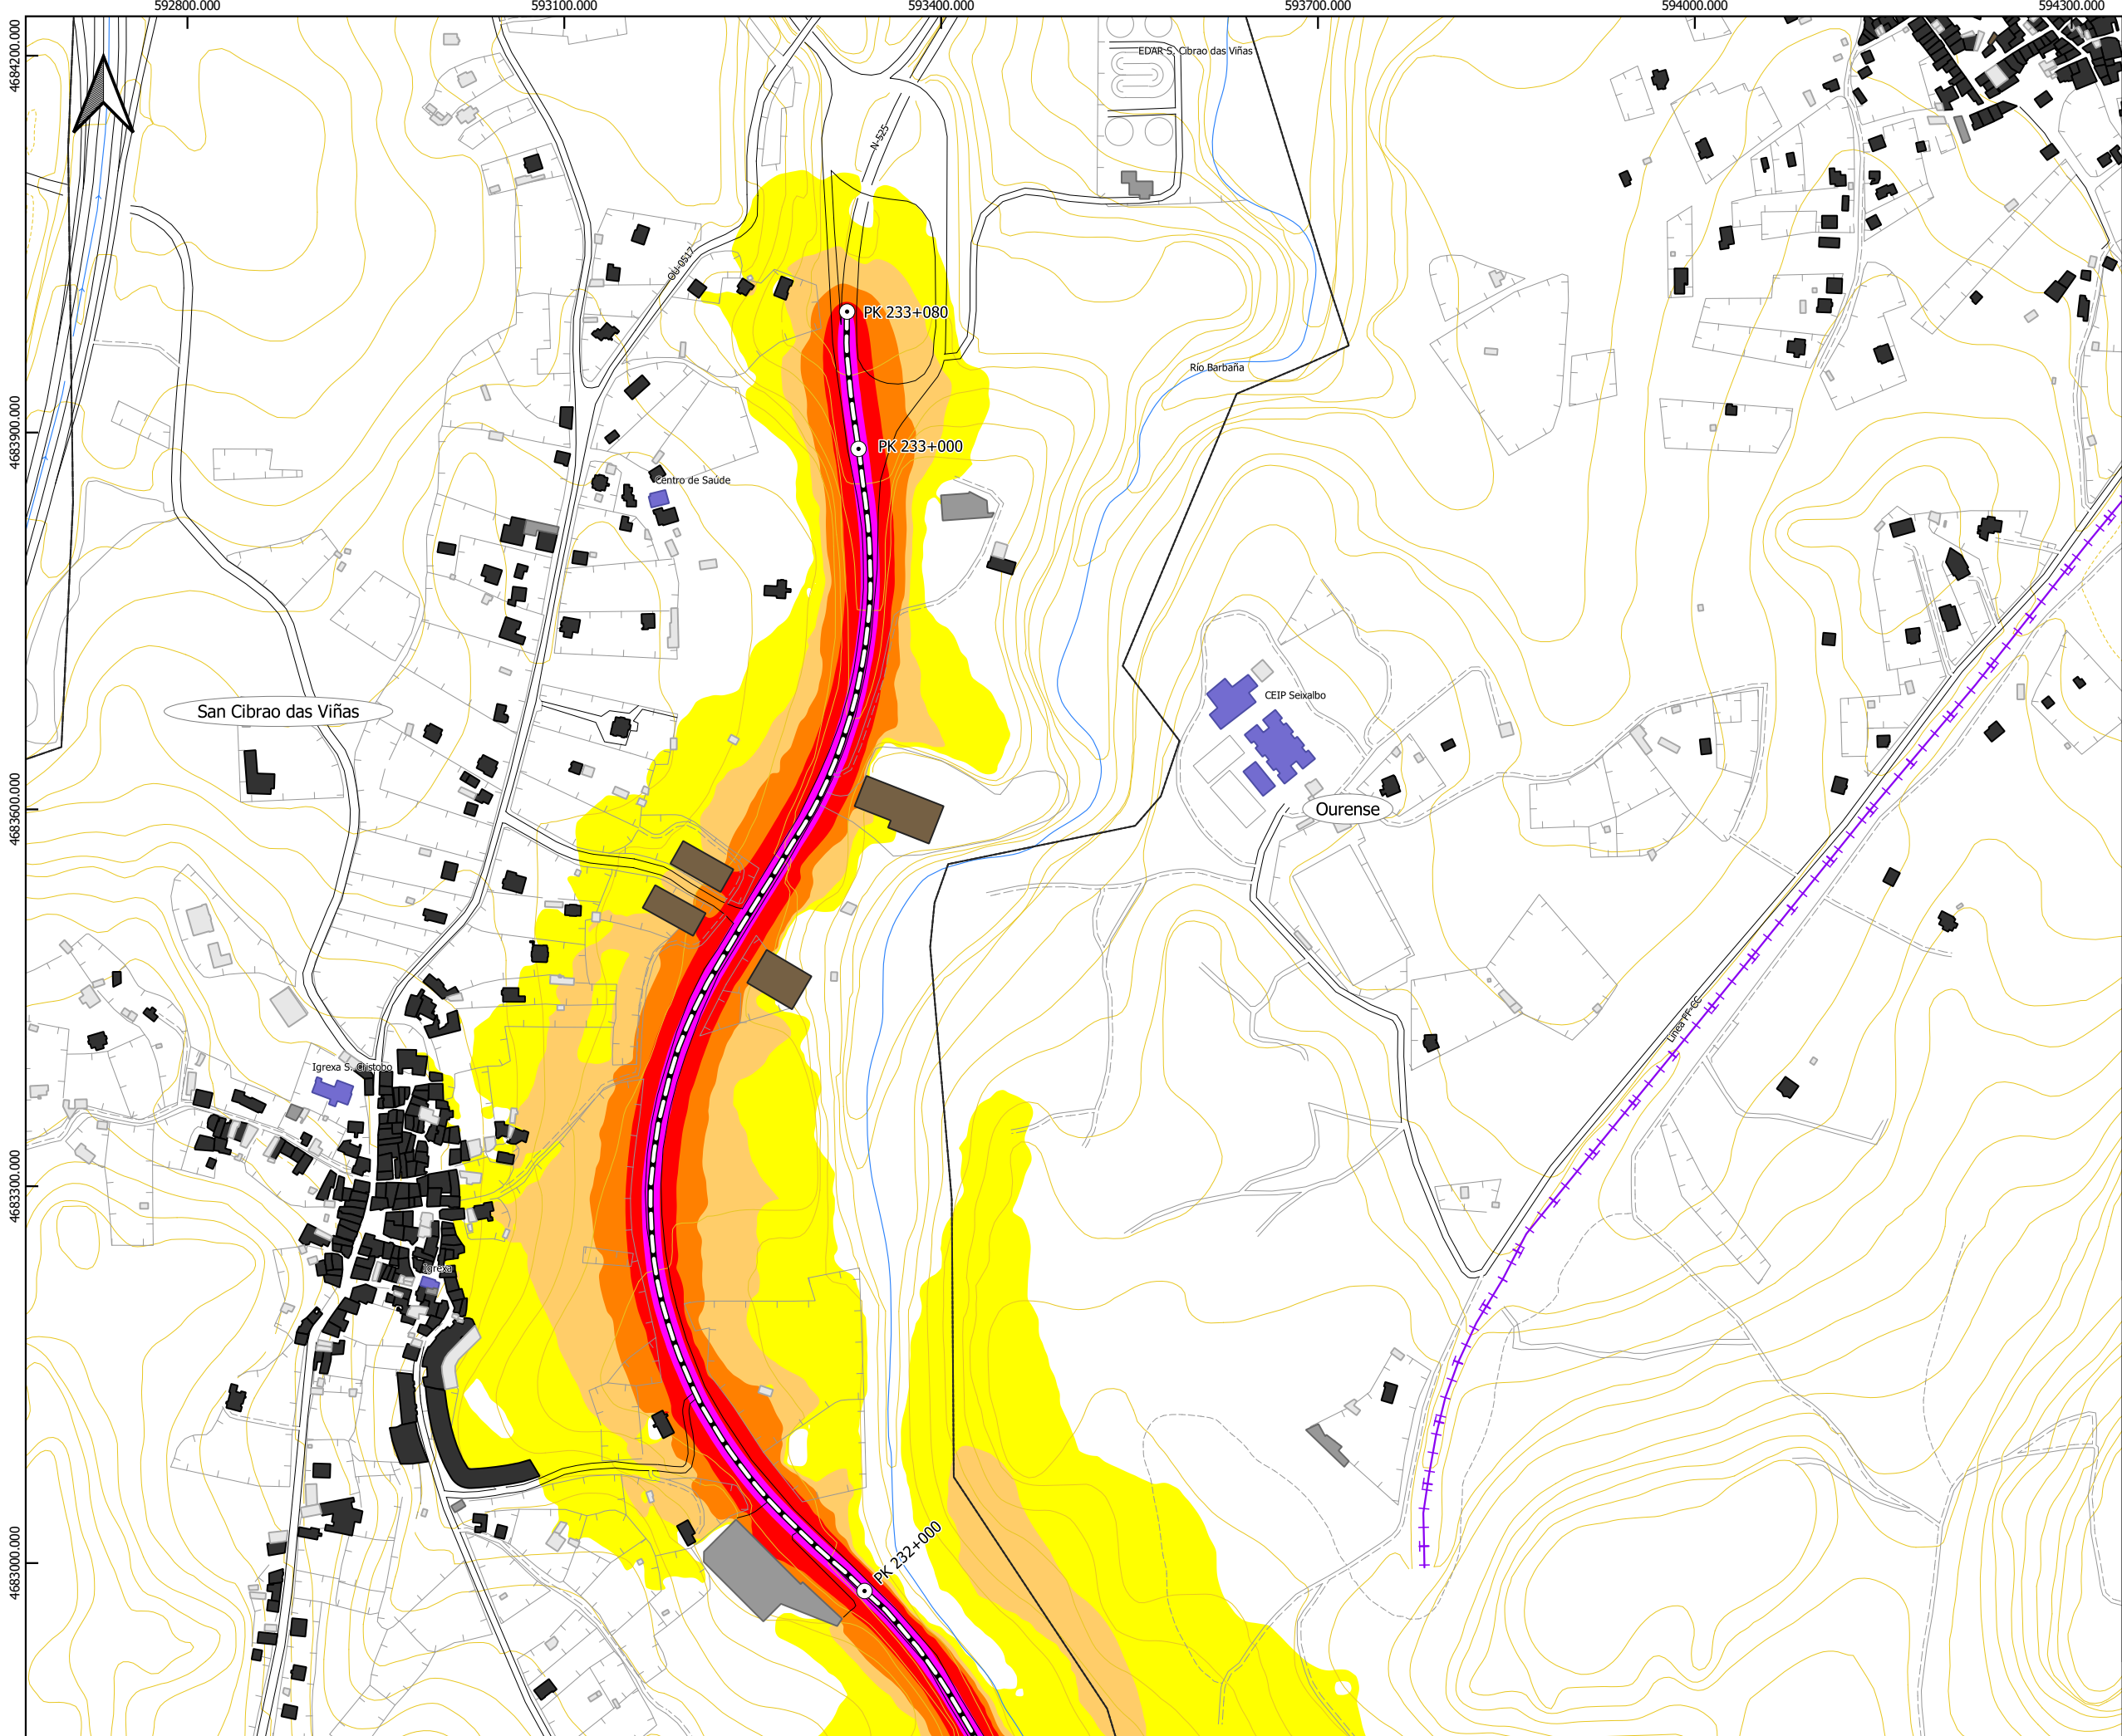 592800.000
593100.000
593400.000
593700.000
594000.000
594300.000
4684200.000
4683900.000
4683600.000
4683300.000
4683000.000
EDAR S. Cibrao das Viñas
N-525
OU-0517
PK 233+080
Río Barbaña
PK 233+000
Centro de Saúde
CEIP Seixalbo
San Cibrao das Viñas
Ourense
Línea FF-CC
Igrexa S. Cristobo
Igrexa
PK 232+000